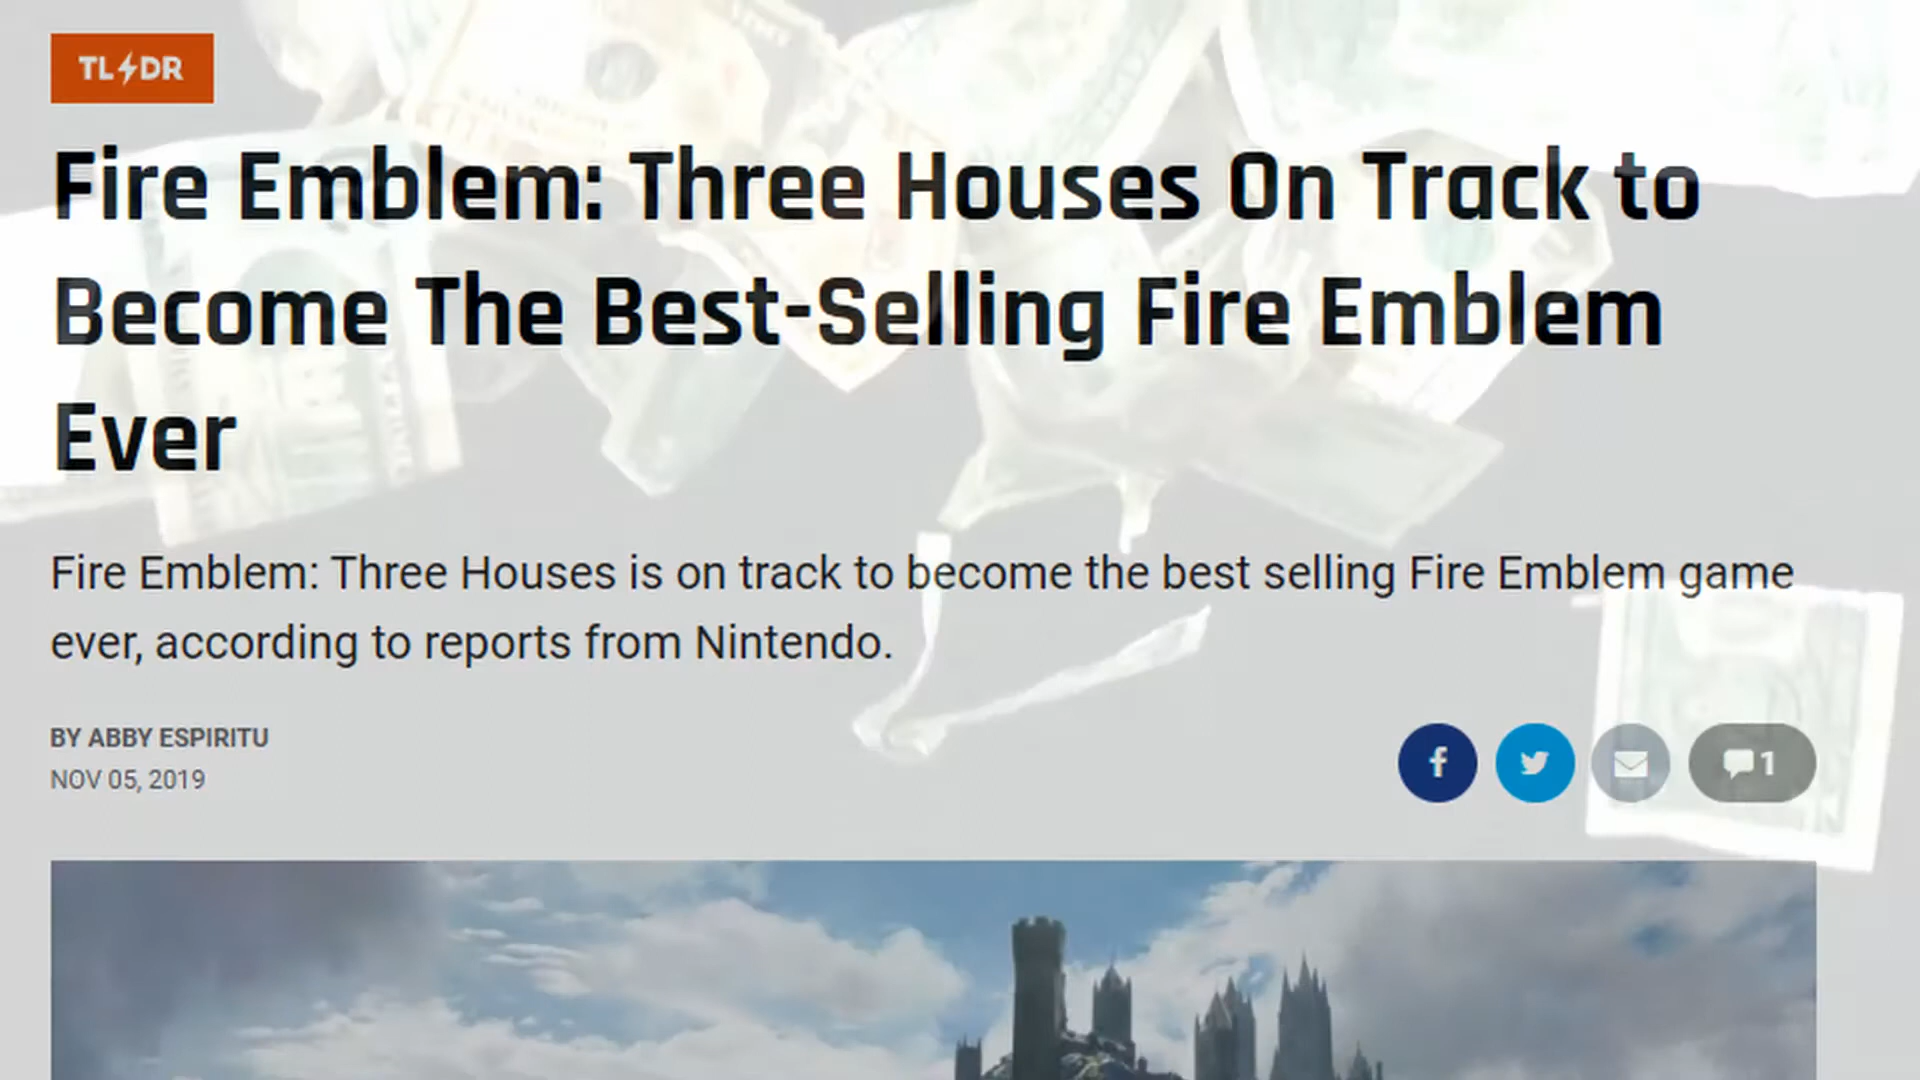 TL DR
Fire Emblem: Three Houses On Track to
Become The Best-Selling Fire Emblem
Ever
Fire Emblem: Three Houses is on track to become the best selling Fire Emblem game
ever, according to reports from Nintendo.
BY ABBY ESPIRITU
NOV 05, 2019
1